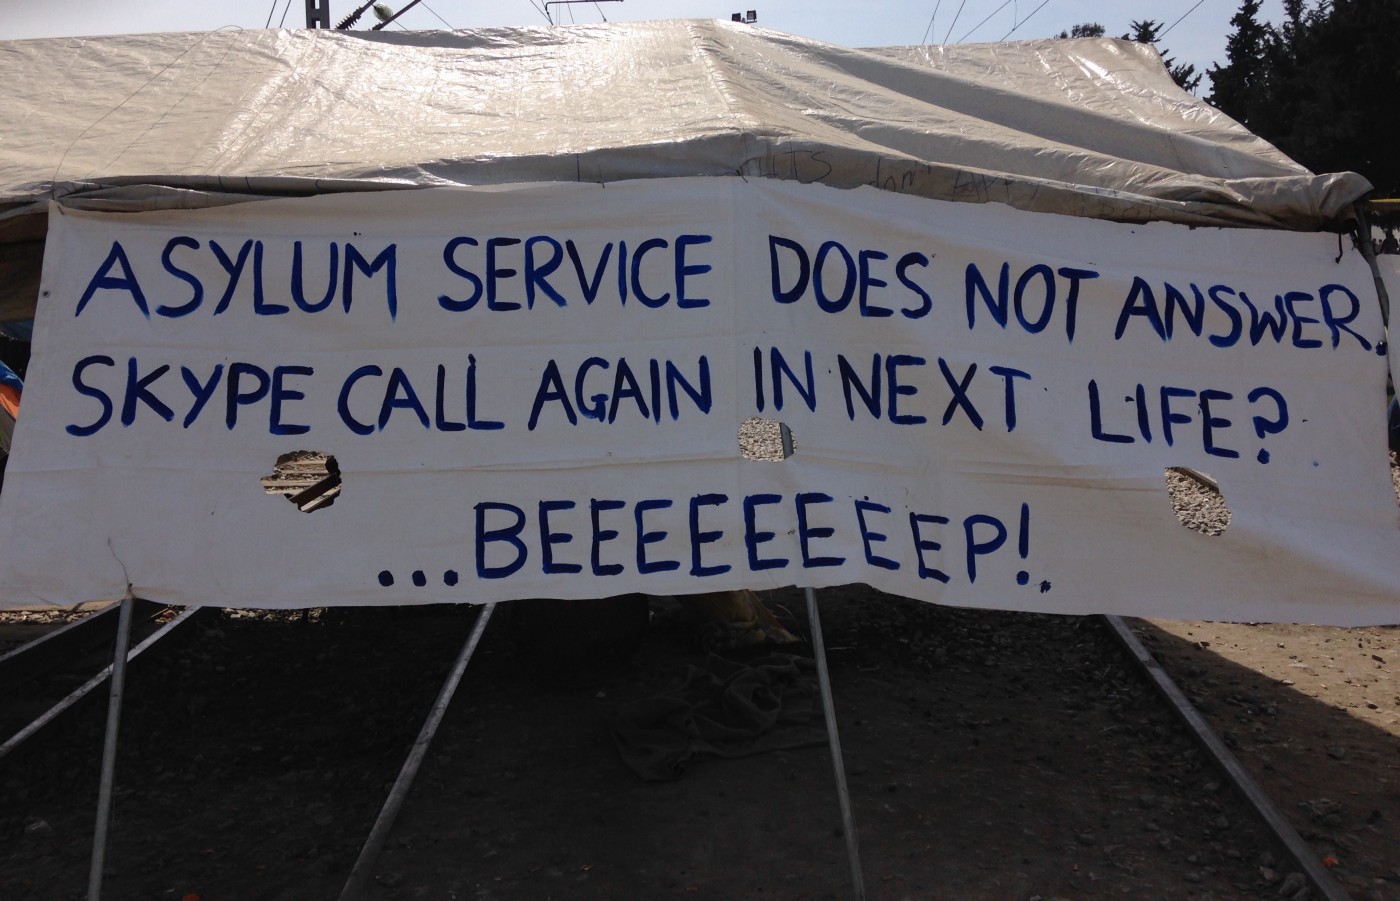 ASYLUM SERVICE DOES NOT ANSWER.
SKYPE CALL AGAIN IN NEXT LIFE?
...BEEEEEEEEP!